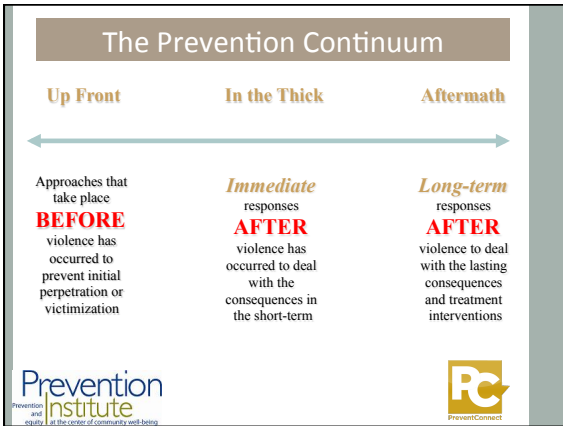 The Prevention Continuum
Up Front
In the Thick
Aftermath
Approaches that
take place
BEFORE
violence has
occurred to
prevent initial
perpetration or
victimization
Immediate
responses
AFTER
violence has
occurred to deal
with the
consequences in
the short-term
Long-term
responses
AFTER
violence to deal
with the lasting
consequences
and treatment
interventions
Prevention
Institute
Prevention
and
equity at the center of community well-being
PC
PreventConnect